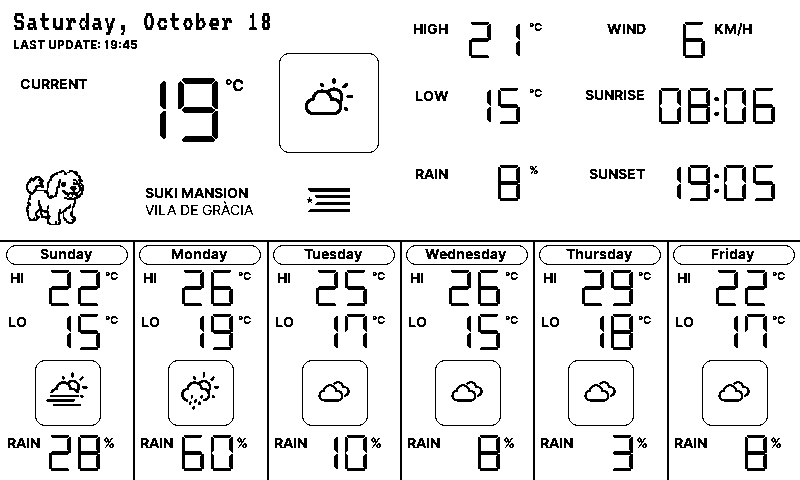 Saturday, October 18
LAST UPDATE: 19:45
CURRENT 19 °C
SUKI MANSION
VILA DE GRÀCIA
HIGH 21 °C
LOW 15 °C
RAIN 8 %
WIND 6 KM/H
SUNRISE 08:06
SUNSET 19:05
Sunday
HI 22 °C
LO 15 °C
RAIN 28 %
Monday
HI 26 °C
LO 19 °C
RAIN 60 %
Tuesday
HI 25 °C
LO 17 °C
RAIN 10 %
Wednesday
HI 26 °C
LO 15 °C
RAIN 8 %
Thursday
HI 29 °C
LO 18 °C
RAIN 3 %
Friday
HI 22 °C
LO 17 °C
RAIN 8 %